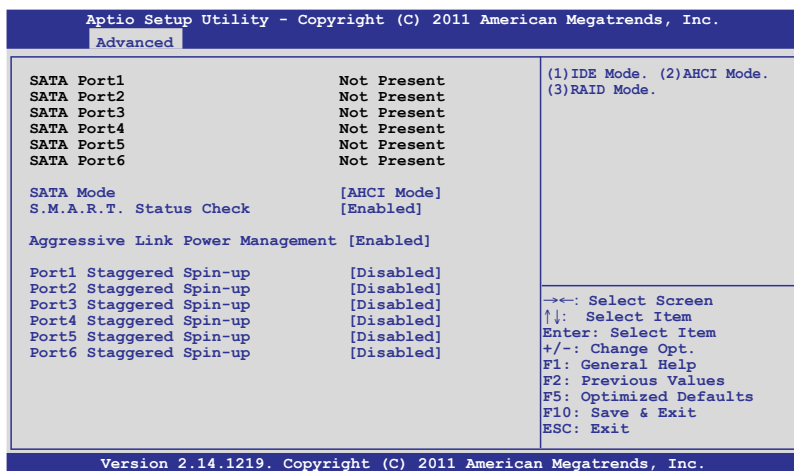 Aptio Setup Utility - Copyright (C) 2011 American Megatrends, Inc.
Advanced
SATA Port1 Not Present
SATA Port2 Not Present
SATA Port3 Not Present
SATA Port4 Not Present
SATA Port5 Not Present
SATA Port6 Not Present
SATA Mode [AHCI Mode]
S.M.A.R.T. Status Check [Enabled]
Aggressive Link Power Management [Enabled]
Port1 Staggered Spin-up [Disabled]
Port2 Staggered Spin-up [Disabled]
Port3 Staggered Spin-up [Disabled]
Port4 Staggered Spin-up [Disabled]
Port5 Staggered Spin-up [Disabled]
Port6 Staggered Spin-up [Disabled]
(1)IDE Mode. (2)AHCI Mode.
(3)RAID Mode.
→←: Select Screen
↑↓: Select Item
Enter: Select Item
+/-: Change Opt.
F1: General Help
F2: Previous Values
F5: Optimized Defaults
F10: Save & Exit
ESC: Exit
Version 2.14.1219. Copyright (C) 2011 American Megatrends, Inc.